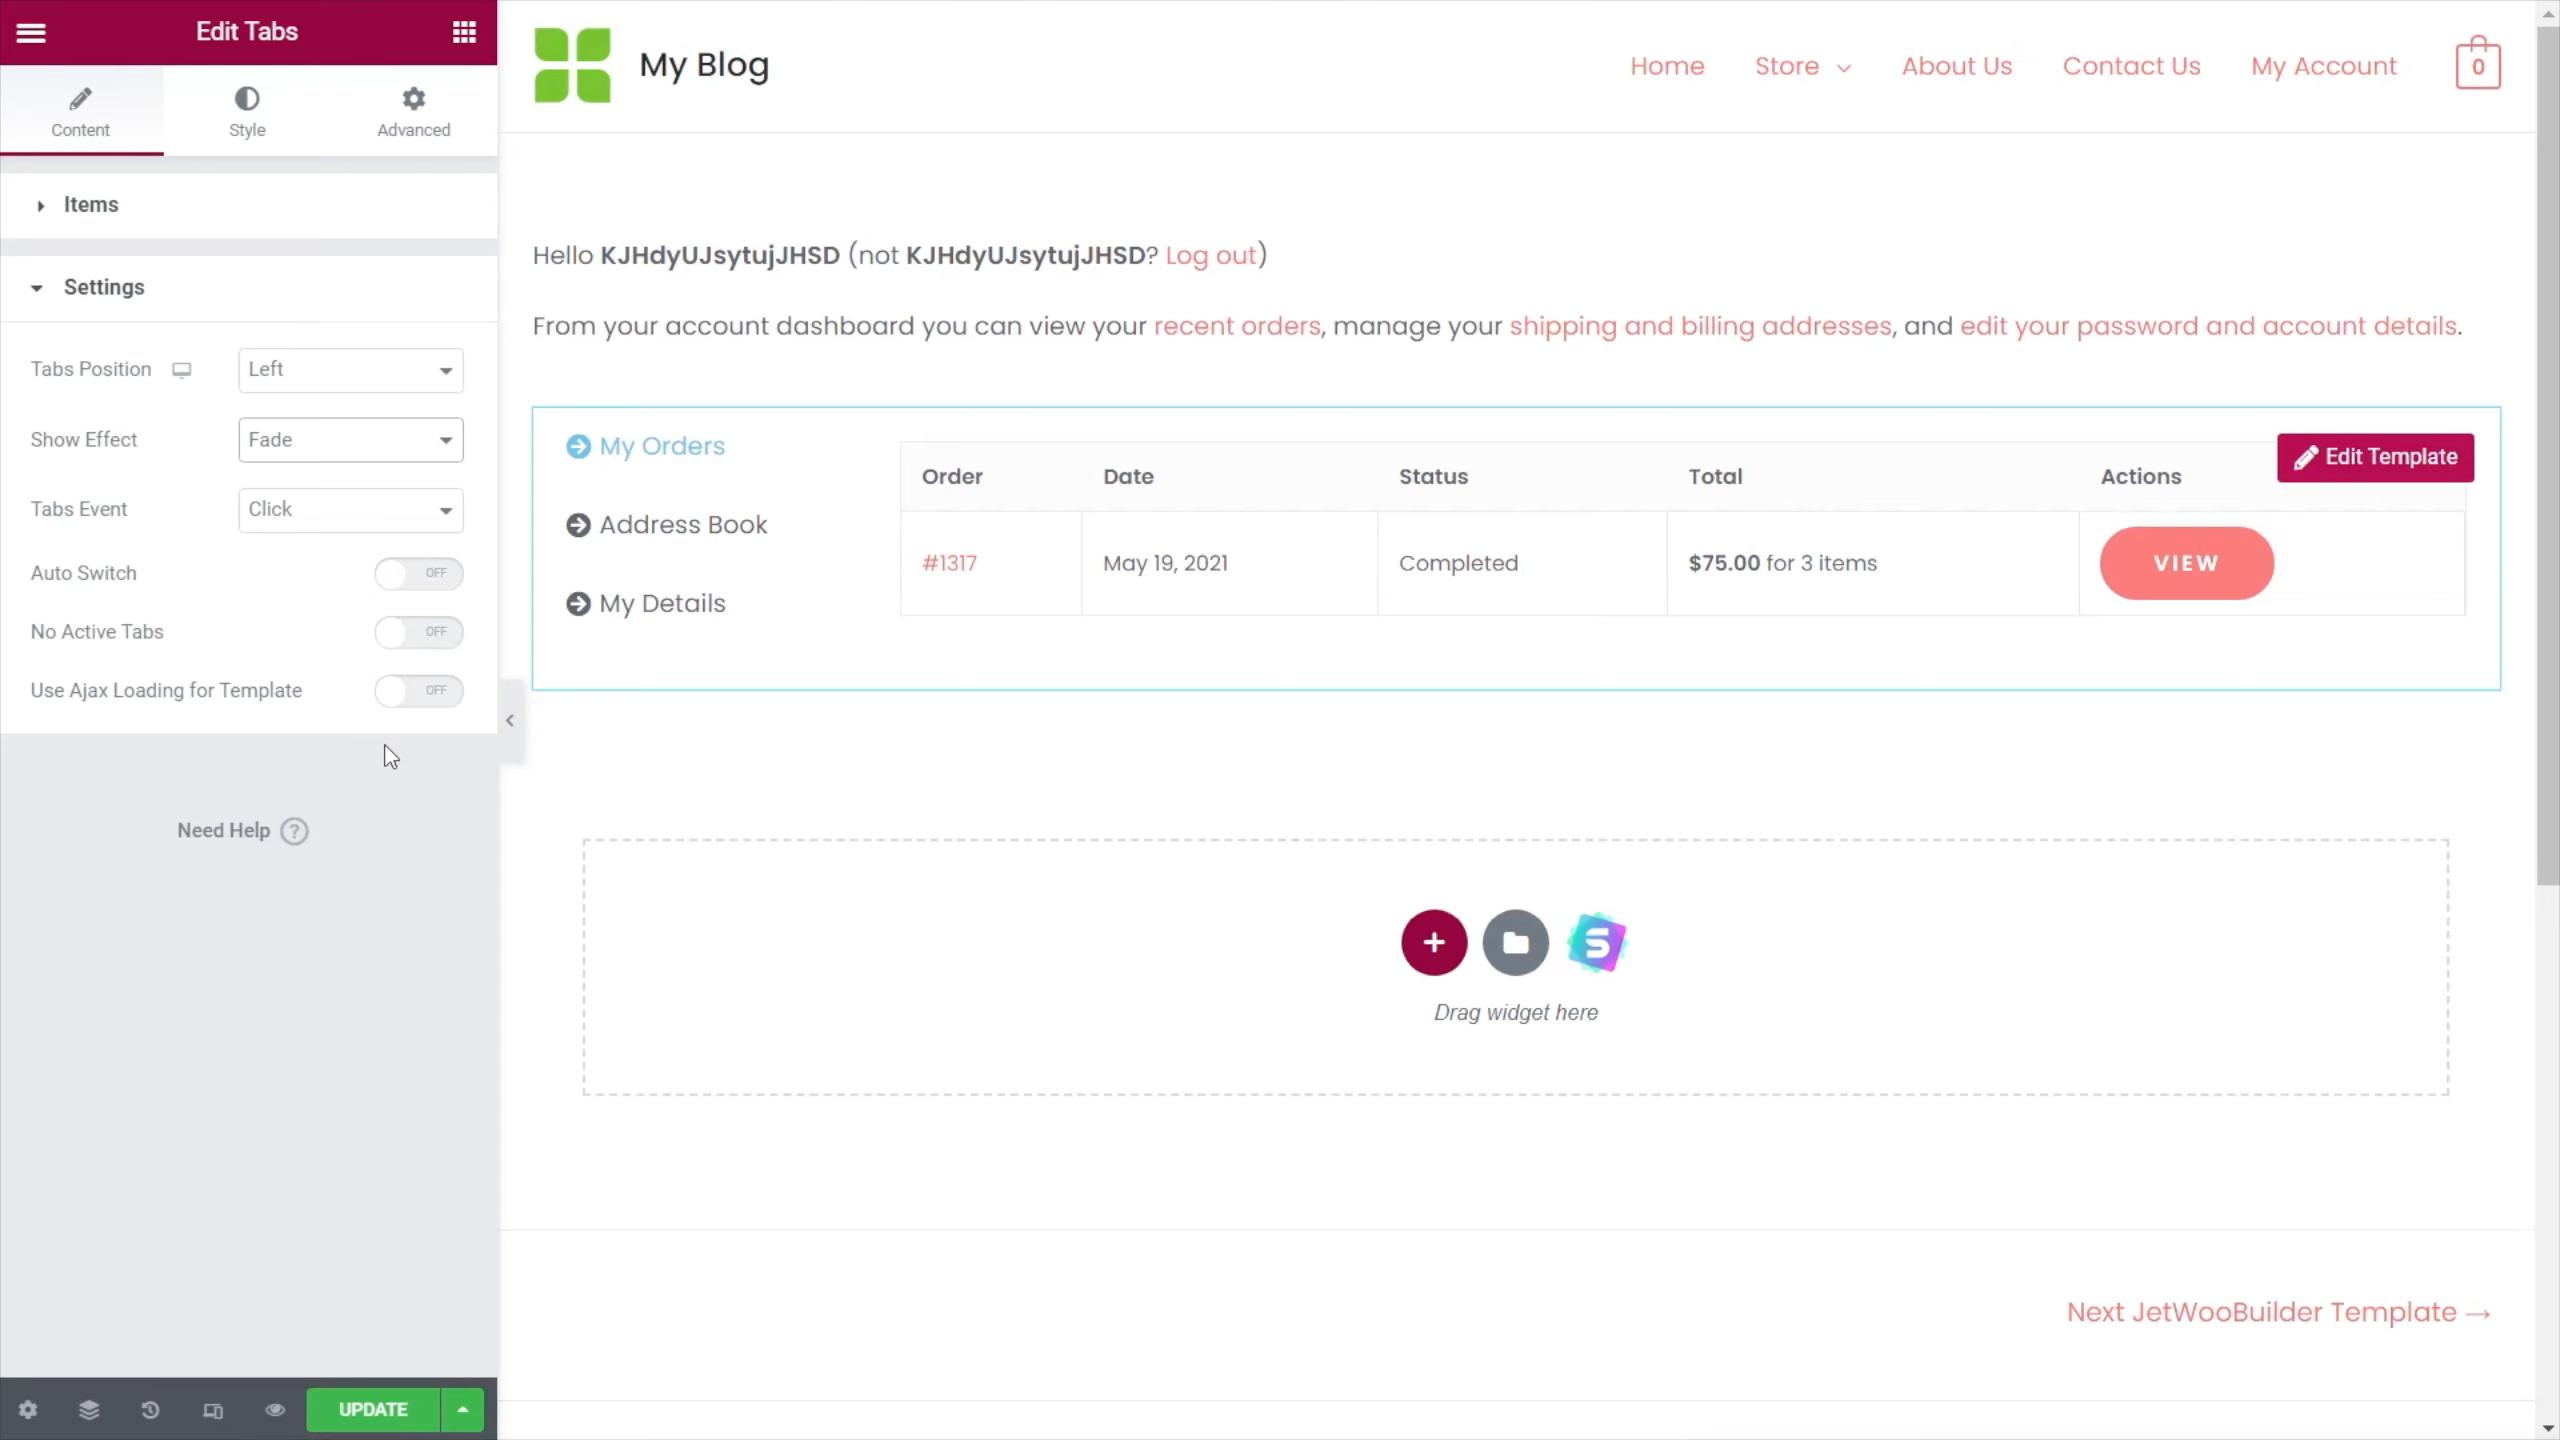 Edit Tabs
Content
Style
Advanced
Items
Settings
Tabs Position
Left
Show Effect
Fade
Tabs Event
Click
Auto Switch
OFF
No Active Tabs
OFF
Use Ajax Loading for Template
OFF
Need Help ?
UPDATE
My Blog
Home
Store
About Us
Contact Us
My Account
0
Hello KJHdyUJsytujJHSD (not KJHdyUJsytujJHSD? Log out)
From your account dashboard you can view your recent orders, manage your shipping and billing addresses, and edit your password and account details.
My Orders
Address Book
My Details
Edit Template
Order Date Status Total Actions
#1317 May 19, 2021 Completed $75.00 for 3 items VIEW
Drag widget here
Next JetWooBuilder Template →